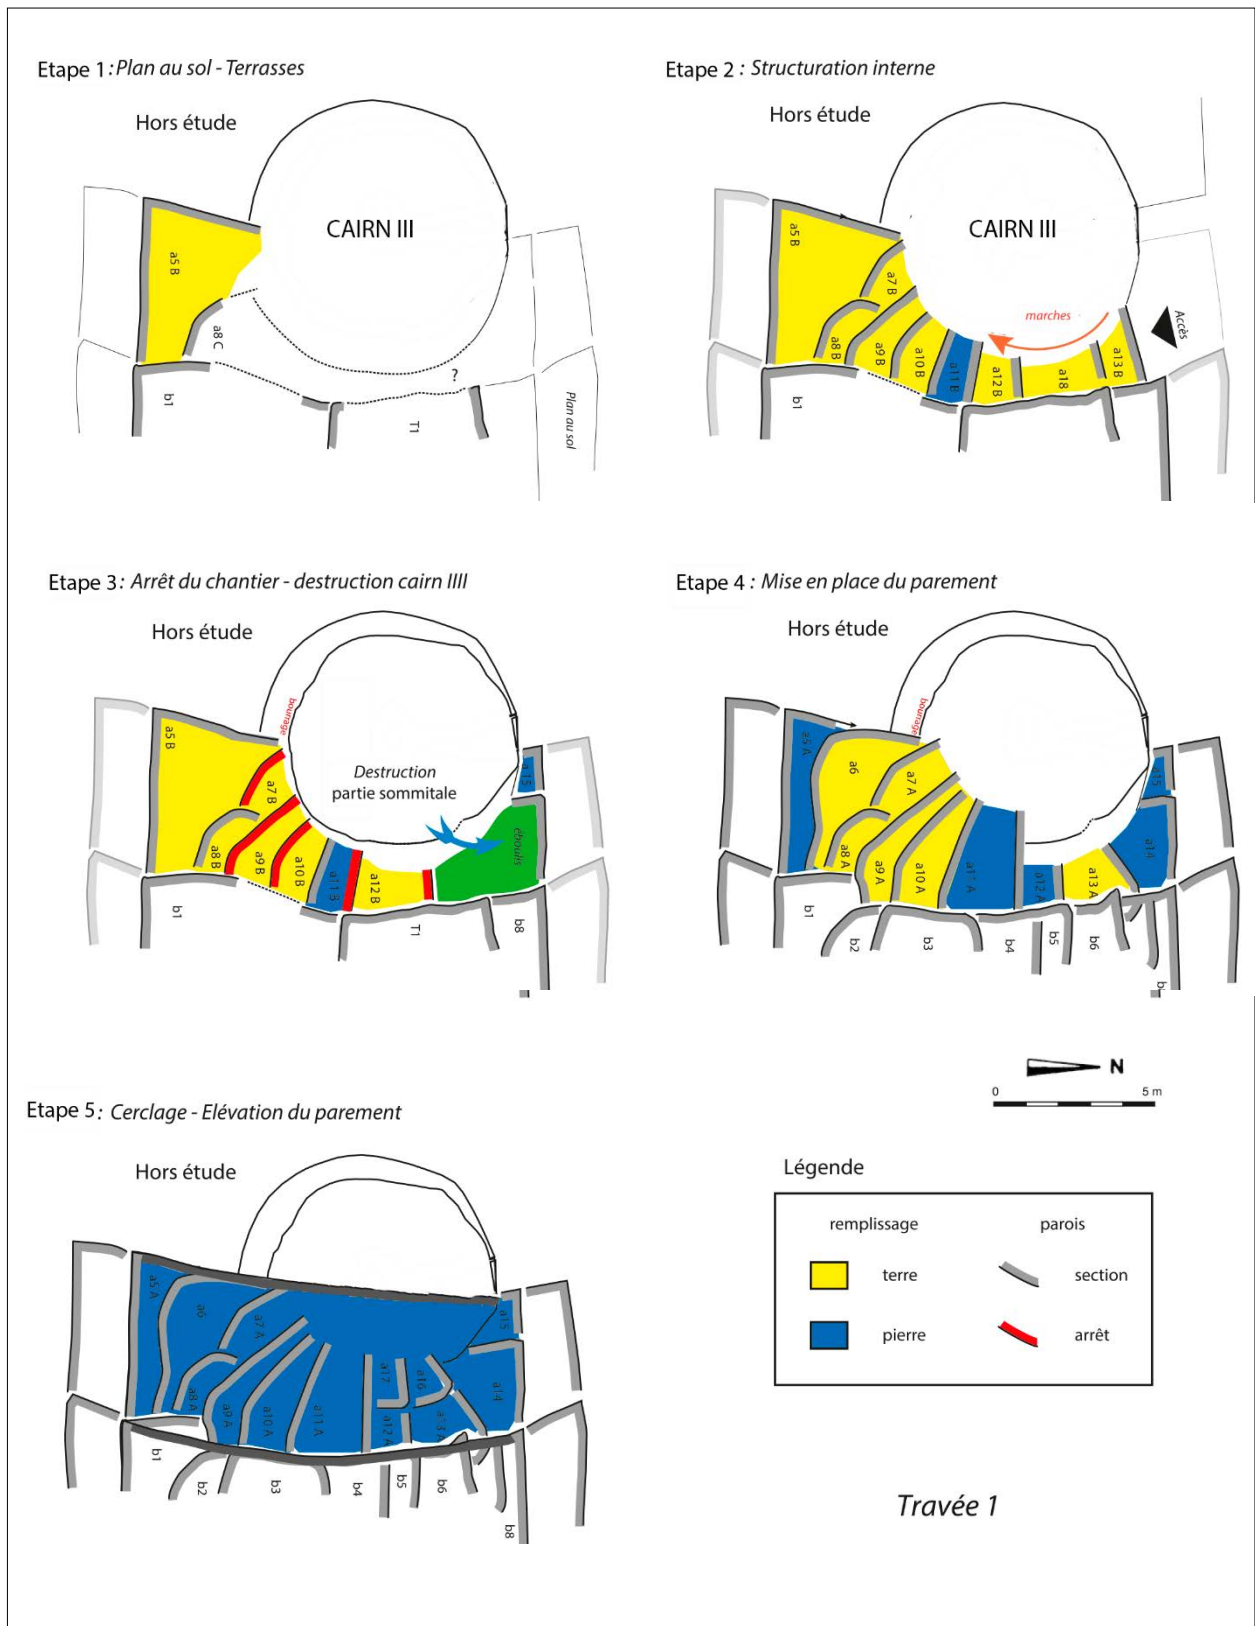 Etape 1 : Plan au sol - Terrasses
Hors étude
CAIRN III
a5 B
a8 C
b1
?
T1
Plan au sol
Etape 2 : Structuration interne
Hors étude
CAIRN III
a5 B
a7 B
a8 B
a9 B
a10 B
a11 B
a12 B
a18
a13 B
marches
Accès
b1
Etape 3 : Arrêt du chantier - destruction cairn IIII
Hors étude
bourrage
Destruction
partie sommitale
a5 B
a7 B
a8 B
a9 B
a10 B
a11 B
a12 B
éboulis
a15
b1
T1
b8
Etape 4 : Mise en place du parement
Hors étude
bourrage
a5 A
a6
a7 A
a8 A
a9 A
a10 A
a11 A
a12 A
a13 A
a14
a15
b1
b2
b3
b4
b5
b6
N
0 5 m
Etape 5 : Cerclage - Elévation du parement
Hors étude
a5 A
a6
a7 A
a8 A
a9 A
a10 A
a11 A
a17
a12 A
a16
a13 A
a14
a15
b1
b2
b3
b4
b5
b6
b8
Légende
remplissage parois
terre section
pierre arrêt
Travée 1